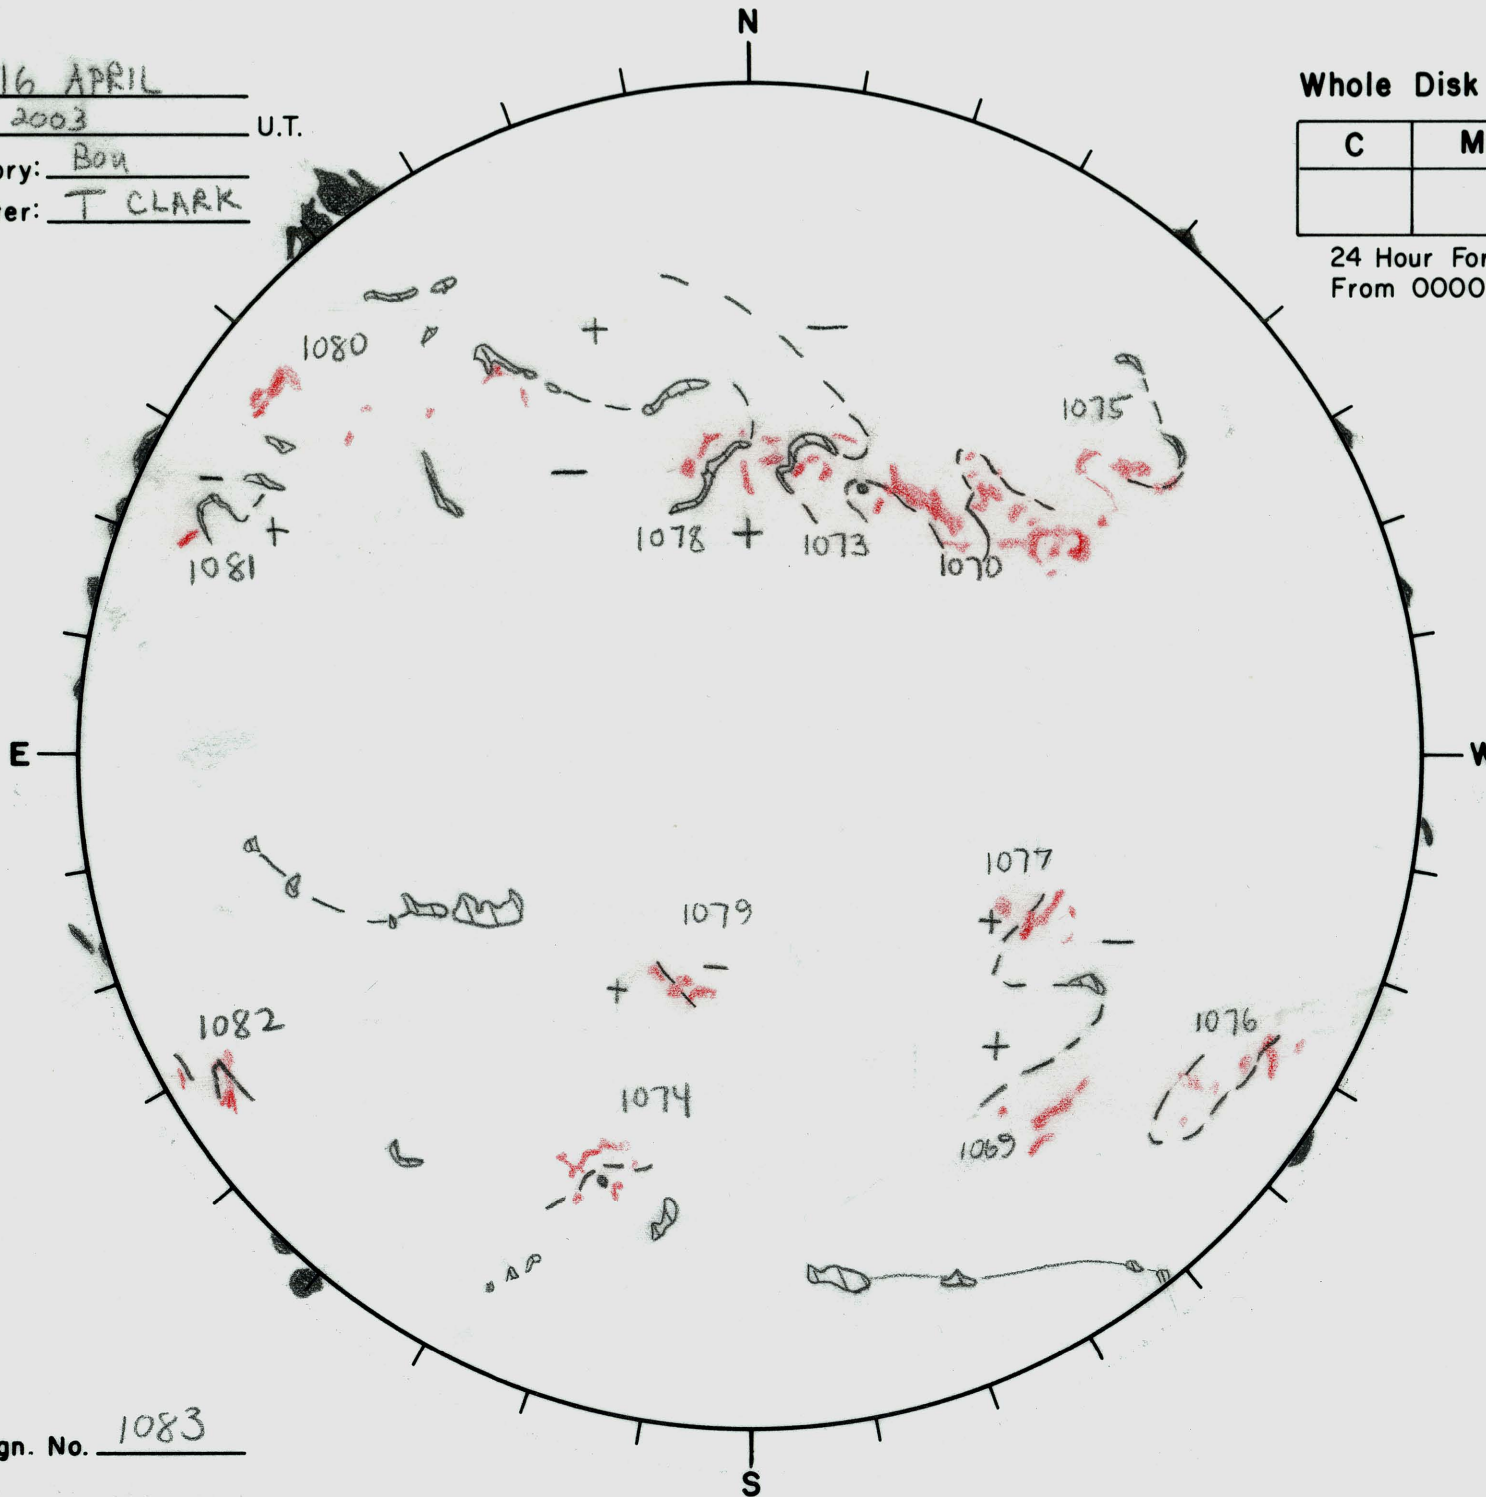 N
16 APRIL
2003 U.T.
ory: Bou
er: T CLARK
Whole Disk
C M
24 Hour For
From 0000
1080
+ −
1075
− +
−
1081
1078 + 1073
1070
E W
1077
1079
+ −
+ −
1082
+
1076
1074
1069
gn. No. 1083
S